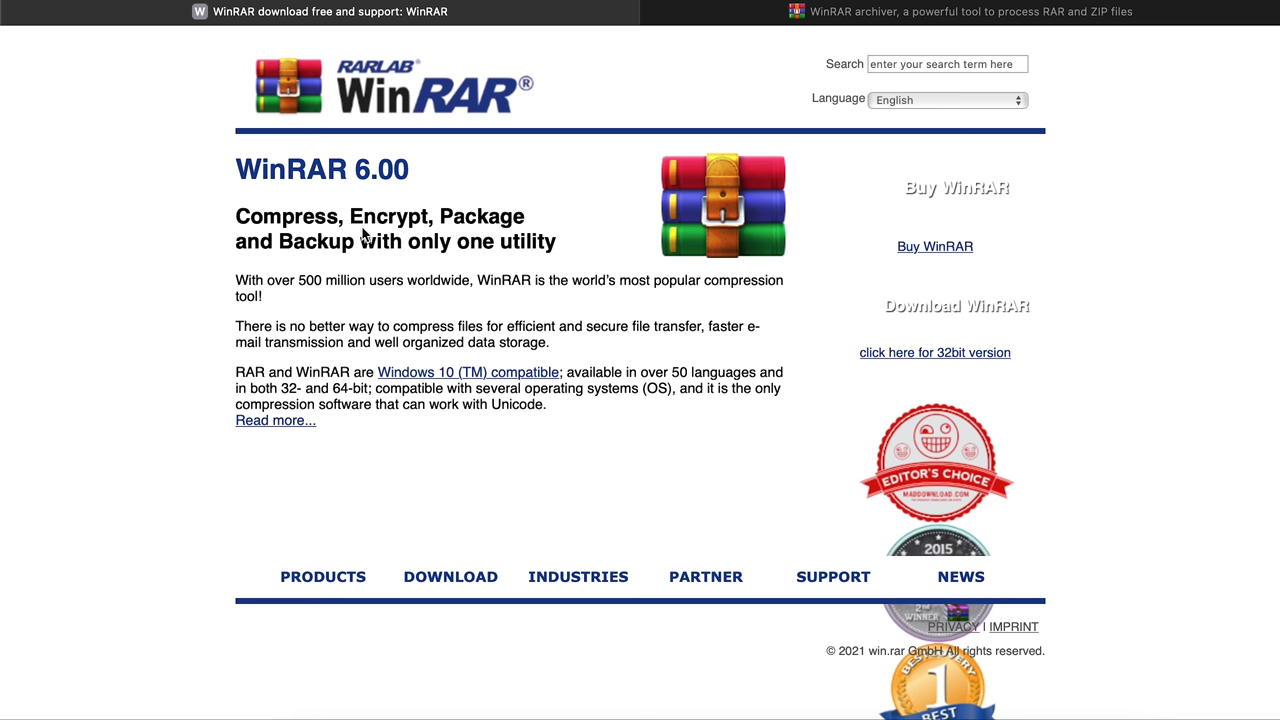 WinRAR download free and support: WinRAR
WinRAR archiver, a powerful tool to process RAR and ZIP files
RARLAB®
WinRAR®
Search enter your search term here
Language English
WinRAR 6.00
Compress, Encrypt, Package
and Backup with only one utility
With over 500 million users worldwide, WinRAR is the world's most popular compression
tool!
There is no better way to compress files for efficient and secure file transfer, faster e-
mail transmission and well organized data storage.
RAR and WinRAR are Windows 10 (TM) compatible; available in over 50 languages and
in both 32- and 64-bit; compatible with several operating systems (OS), and it is the only
compression software that can work with Unicode.
Read more...
Buy WinRAR
Buy WinRAR
Download WinRAR
click here for 32bit version
EDITOR'S CHOICE
MADDOWNLOAD.COM
2015
PRODUCTS DOWNLOAD INDUSTRIES PARTNER SUPPORT NEWS
2ND
WINNER
PRIVACY | IMPRINT
© 2021 win.rar GmbH All rights reserved.
1
BEST